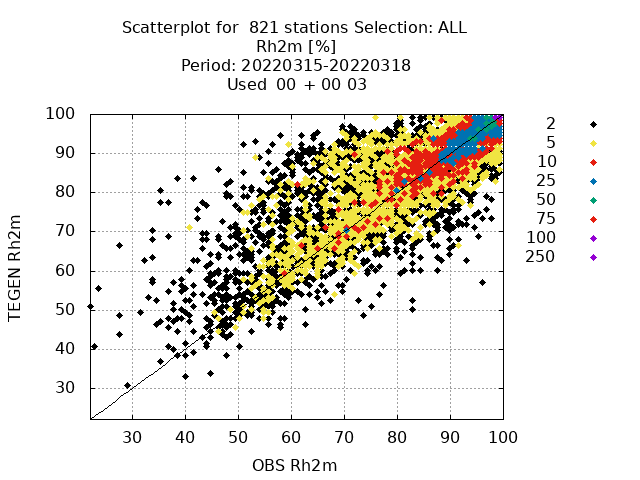 Scatterplot for  821 stations Selection: ALL
Rh2m [%]
Period: 20220315-20220318
Used  00 + 00 03
100
90
80
70
60
50
40
30
TEGEN Rh2m
30 40 50 60 70 80 90 100
OBS Rh2m
2
5
10
25
50
75
100
250